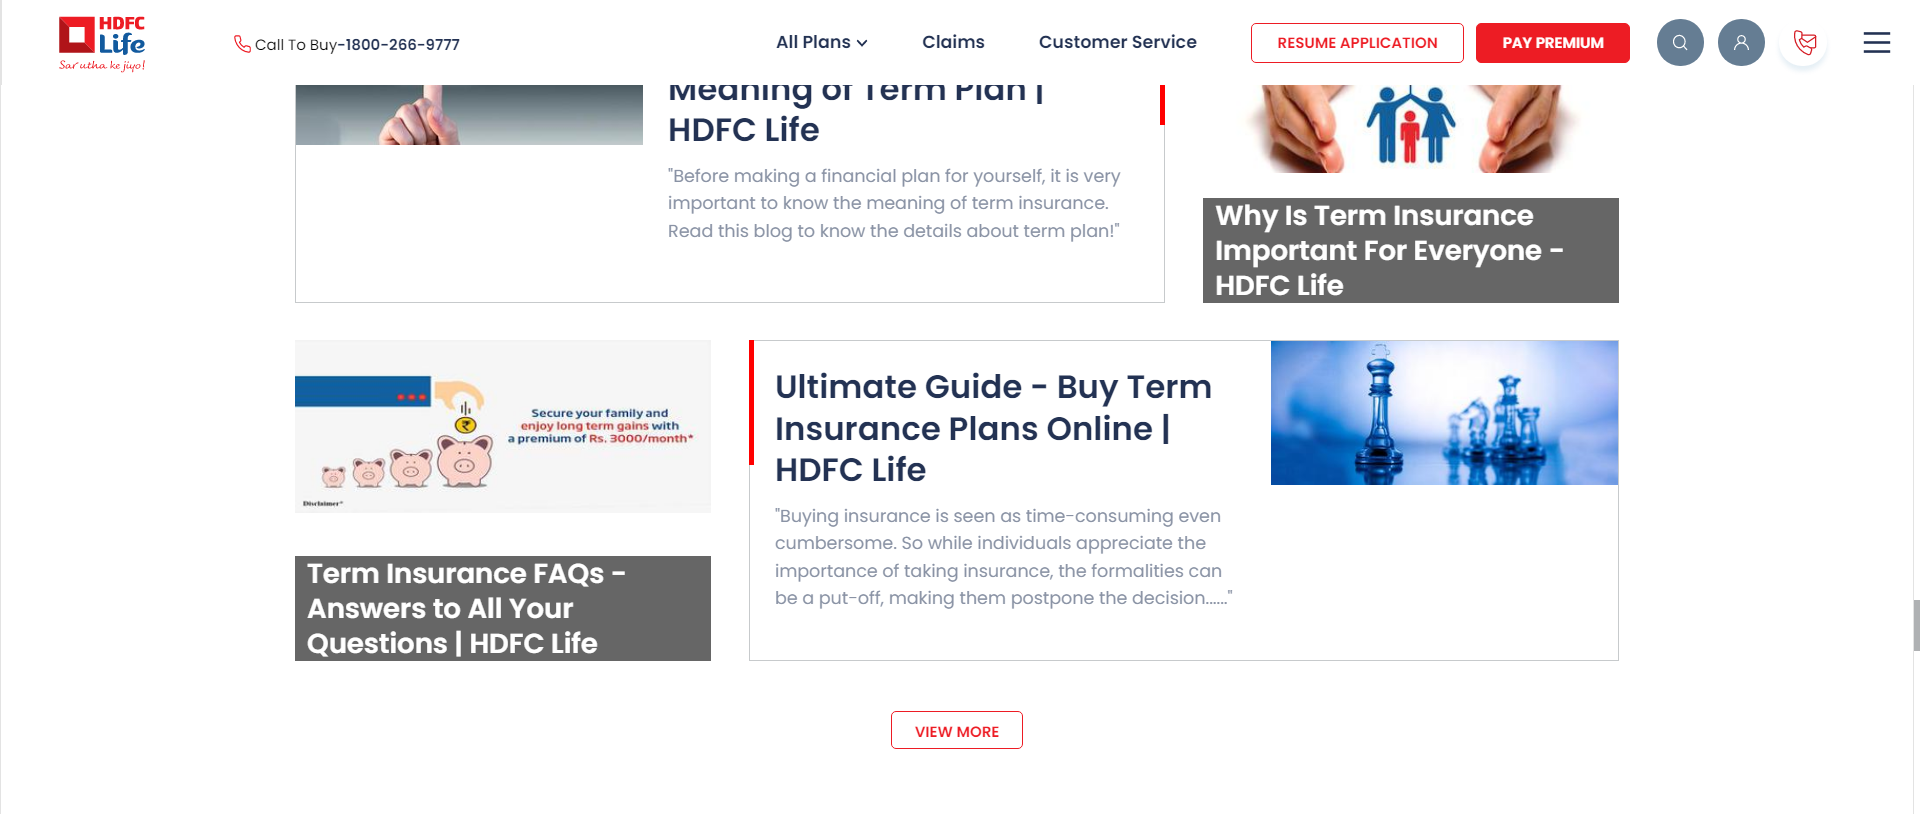 HDFC
Life
Sar utha ke jiyo!
Call To Buy-1800-266-9777
All Plans
Claims
Customer Service
RESUME APPLICATION
PAY PREMIUM
Meaning of Term Plan |
HDFC Life
"Before making a financial plan for yourself, it is very
important to know the meaning of term insurance.
Read this blog to know the details about term plan!"
Why Is Term Insurance
Important For Everyone -
HDFC Life
Secure your family and
enjoy long term gains with
a premium of Rs. 3000/month*
Disclaimer*
Term Insurance FAQs -
Answers to All Your
Questions | HDFC Life
Ultimate Guide - Buy Term
Insurance Plans Online |
HDFC Life
"Buying insurance is seen as time-consuming even
cumbersome. So while individuals appreciate the
importance of taking insurance, the formalities can
be a put-off, making them postpone the decision......"
VIEW MORE